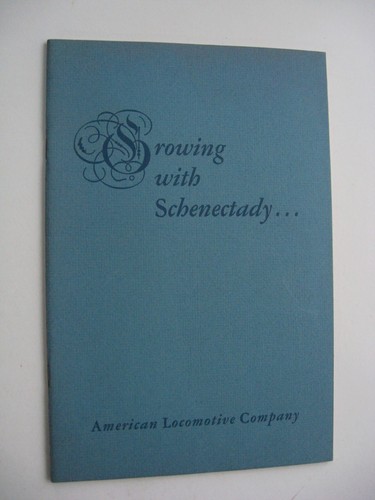 Growing
with
Schenectady...
American Locomotive Company